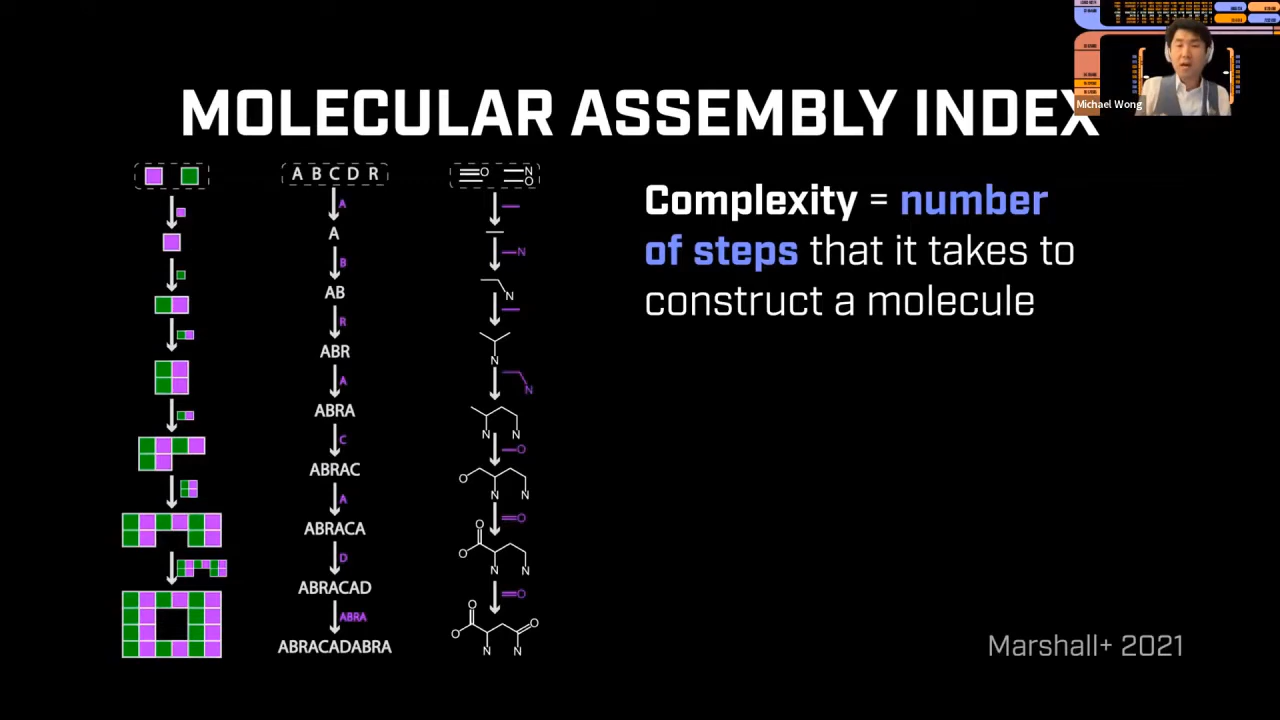 Michael Wong
MOLECULAR ASSEMBLY INDEX
Complexity = number
of steps that it takes to
construct a molecule
A B C D R
A
A
B
AB
R
ABR
A
ABRA
C
ABRAC
A
ABRACA
D
ABRACAD
ABRA
ABRACADABRA
O
N
O
N
N
N
N
N
N
O
O
N
N
O
O
O
N
N
O
O
O
O
N
N
Marshall+ 2021